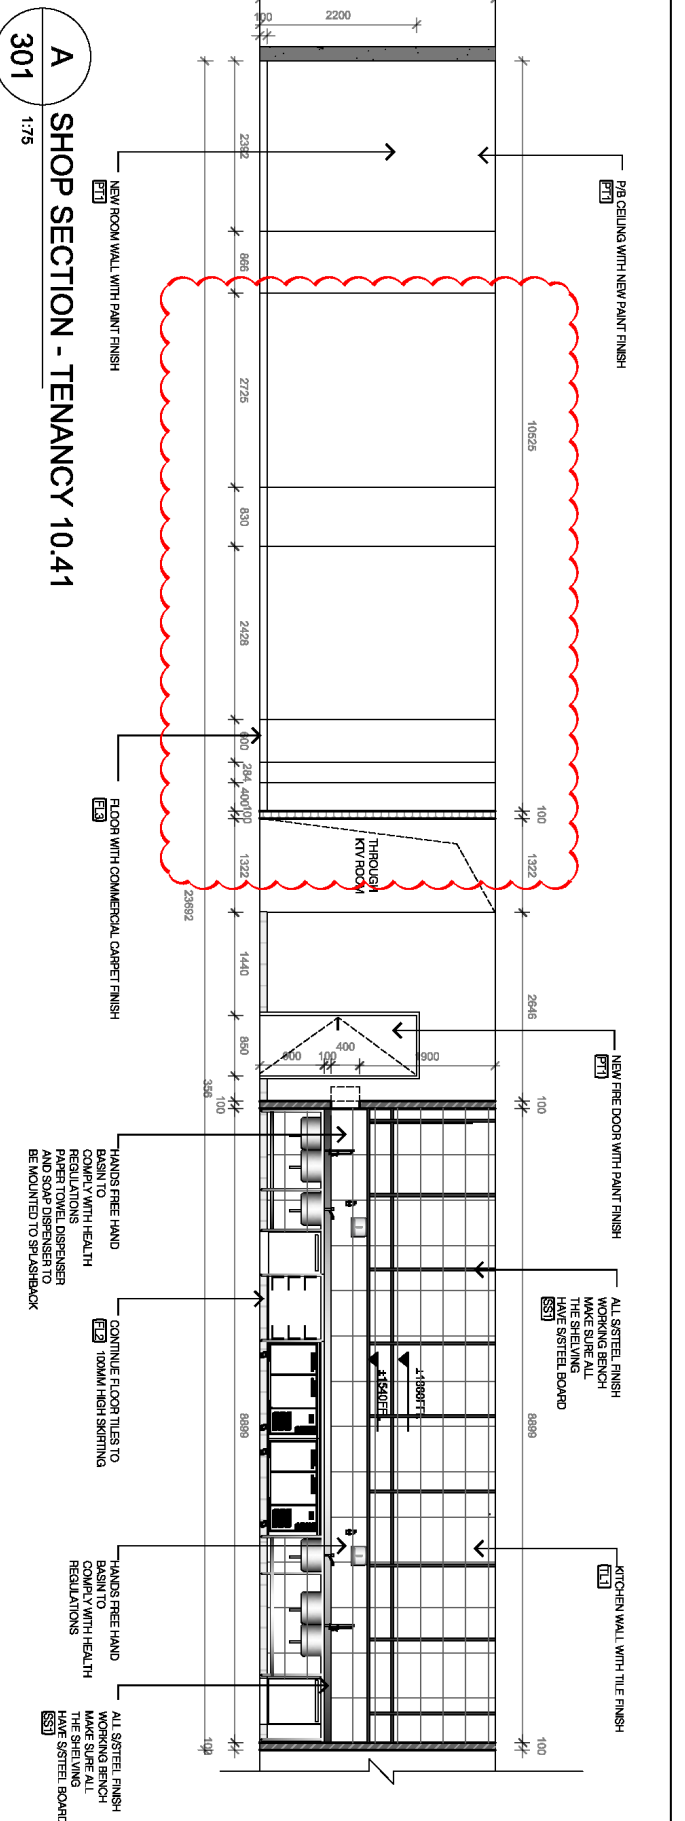 P/B CEILING WITH NEW PAINT FINISH
PT1
NEW FIRE DOOR WITH PAINT FINISH
PT1
ALL S/STEEL FINISH
WORKING BENCH
MAKE SURE ALL
THE SHELVING
HAVE S/STEEL BOARD
SS1
KITCHEN WALL WITH TILE FINISH
TL1
10525
100
1322
2646
100
8899
100
100
2200
THROUGH
KTV ROOM
400
1900
600
100
±1540FF
2382
866
2725
830
2428
600
284
400
100
1322
1440
850
100
8899
356
23692
100
NEW ROOM WALL WITH PAINT FINISH
PT1
FLOOR WITH COMMERCIAL CARPET FINISH
FL3
HANDS FREE HAND
BASIN TO
COMPLY WITH HEALTH
REGULATIONS
PAPER TOWEL DISPENSER
AND SOAP DISPENSER TO
BE MOUNTED TO SPLASHBACK
CONTINUE FLOOR TILES TO
FL2 100MM HIGH SKIRTING
HANDS FREE HAND
BASIN TO
COMPLY WITH HEALTH
REGULATIONS
ALL S/STEEL FINISH
WORKING BENCH
MAKE SURE ALL
THE SHELVING
HAVE S/STEEL BOARD
SS1
A
301
SHOP SECTION - TENANCY 10.41
1:75